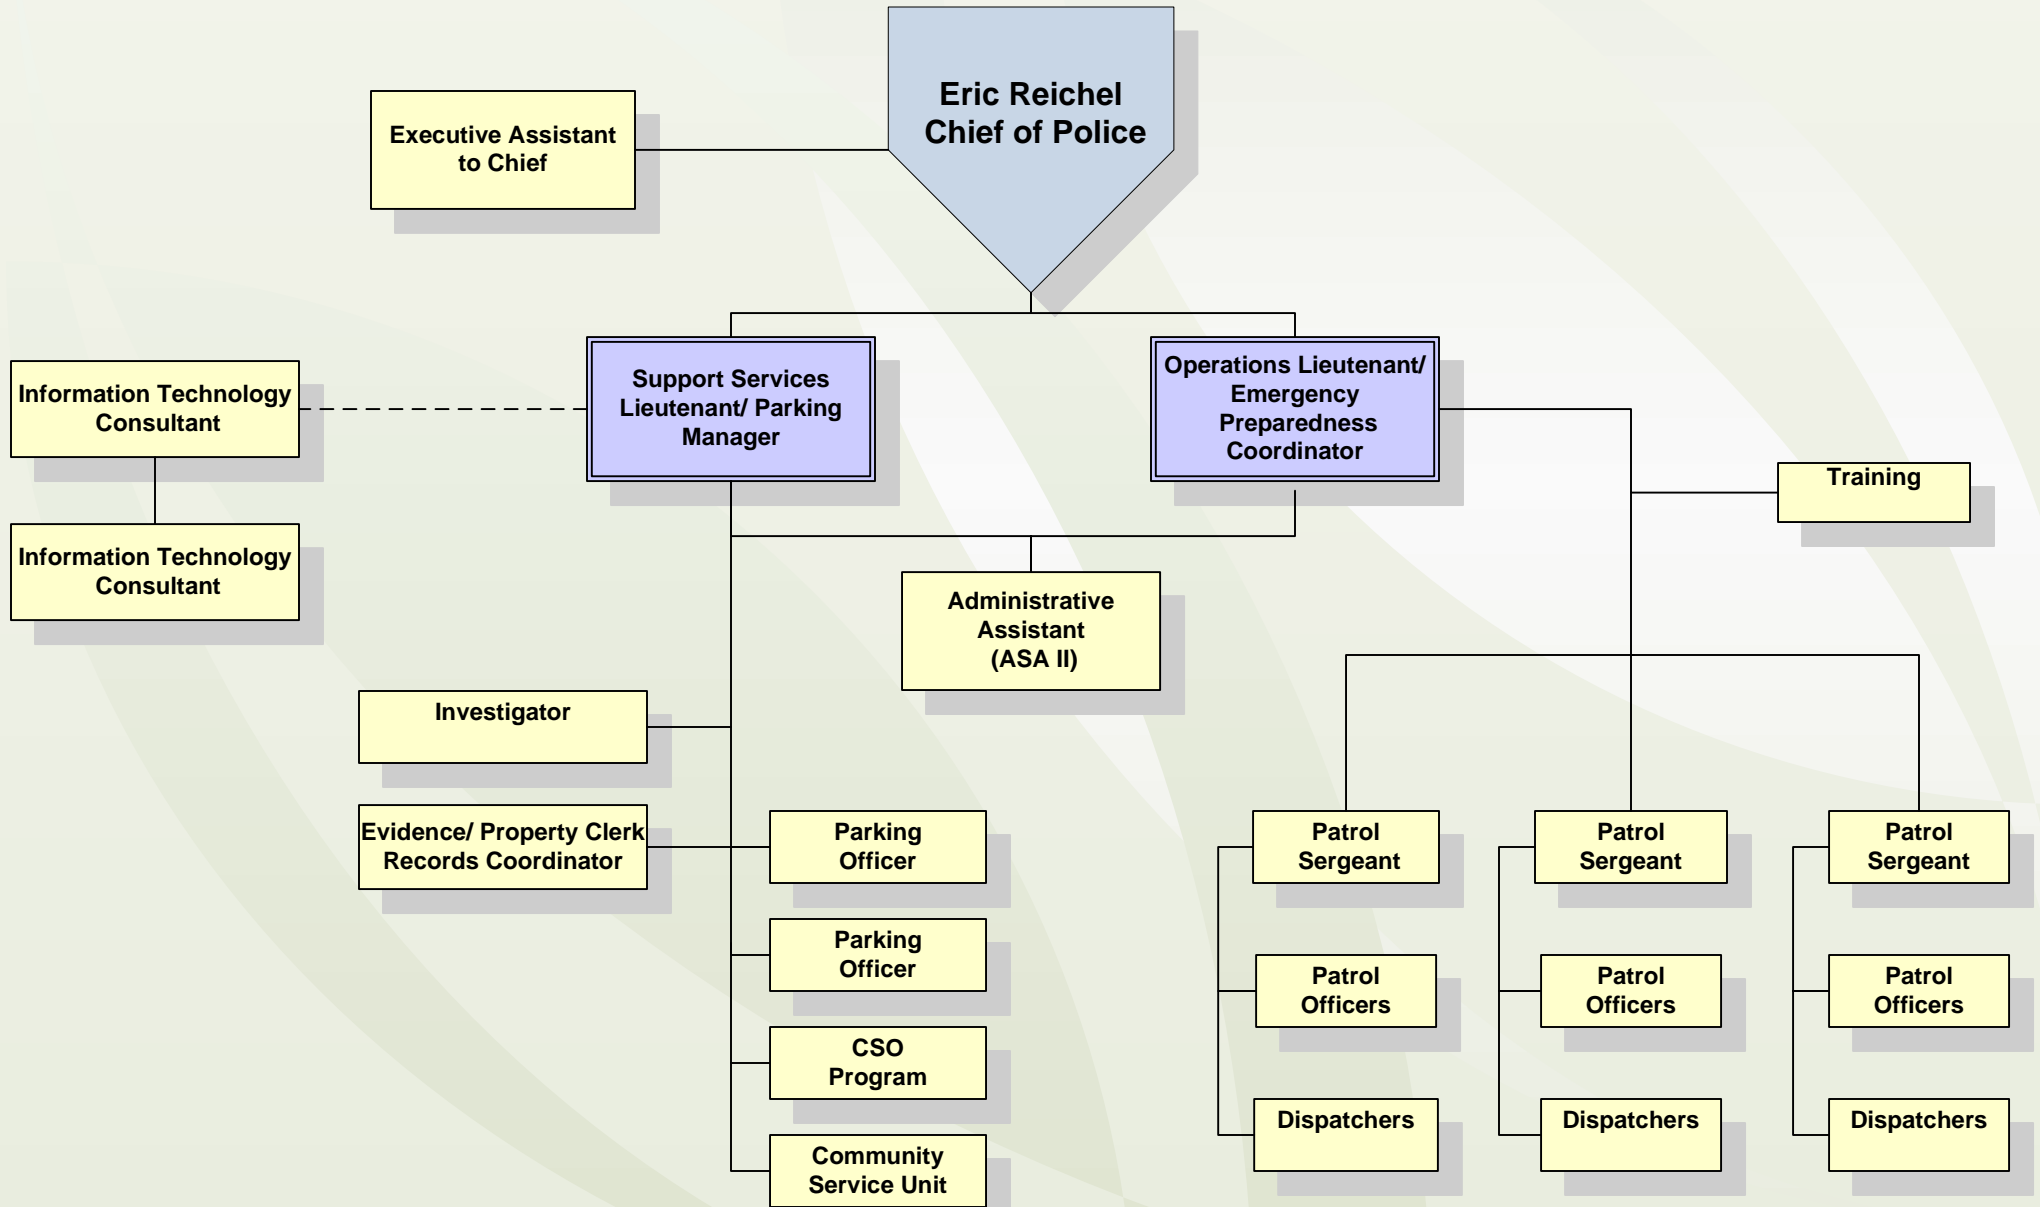 Eric Reichel
Chief of Police
Executive Assistant
to Chief
Support Services
Lieutenant/ Parking
Manager
Operations Lieutenant/
Emergency
Preparedness
Coordinator
Information Technology
Consultant
Information Technology
Consultant
Training
Administrative
Assistant
(ASA II)
Investigator
Evidence/ Property Clerk
Records Coordinator
Parking
Officer
Parking
Officer
CSO
Program
Community
Service Unit
Patrol
Sergeant
Patrol
Officers
Dispatchers
Patrol
Sergeant
Patrol
Officers
Dispatchers
Patrol
Sergeant
Patrol
Officers
Dispatchers